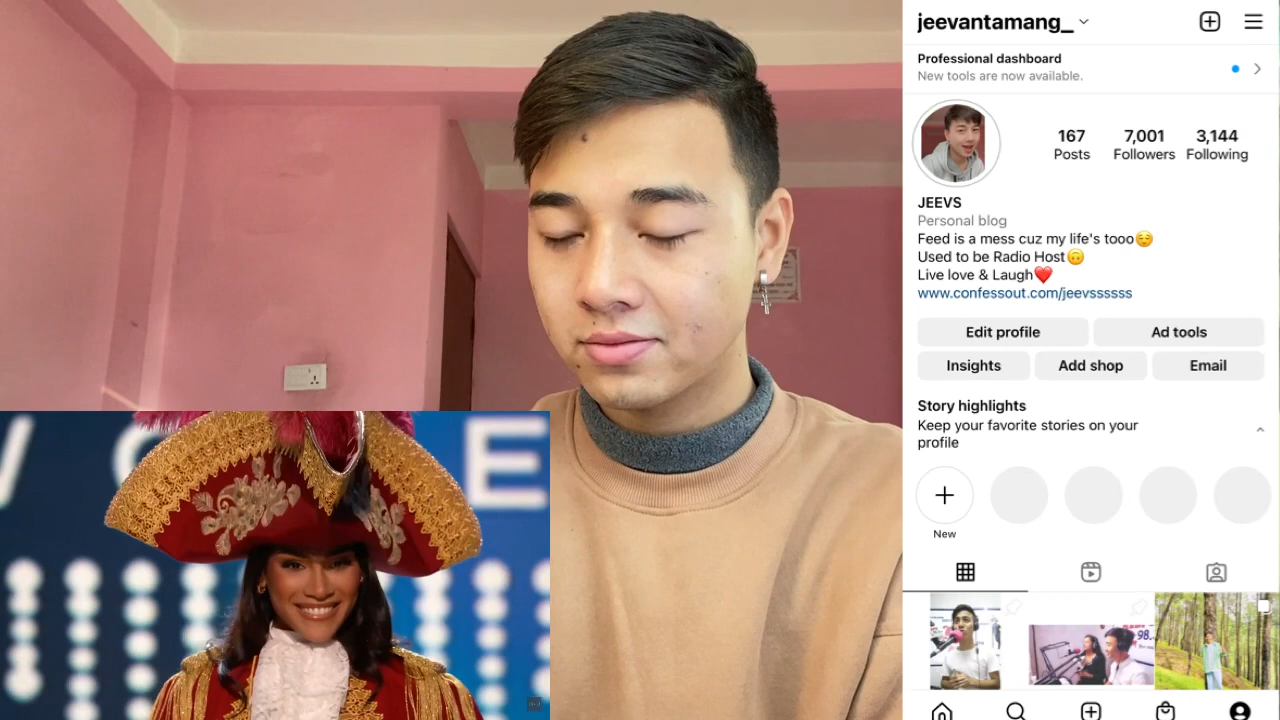 jeevantamang_
Professional dashboard
New tools are now available.
167
Posts
7,001
Followers
3,144
Following
JEEVS
Personal blog
Feed is a mess cuz my life's tooo😌
Used to be Radio Host🙃
Live love & Laugh❤️
www.confessout.com/jeevssssss
Edit profile
Ad tools
Insights
Add shop
Email
Story highlights
Keep your favorite stories on your
profile
New
E
98.